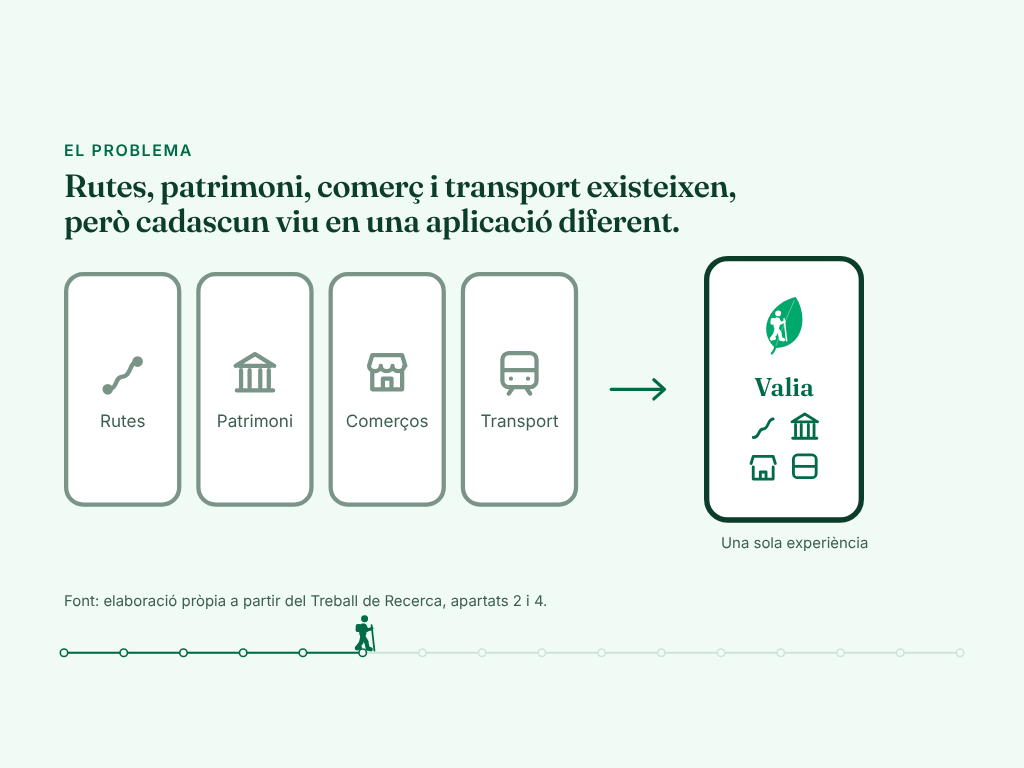 EL PROBLEMA
Rutes, patrimoni, comerç i transport existeixen,
però cadascun viu en una aplicació diferent.
Rutes
Patrimoni
Comerços
Transport
Valia
Una sola experiència
Font: elaboració pròpia a partir del Treball de Recerca, apartats 2 i 4.